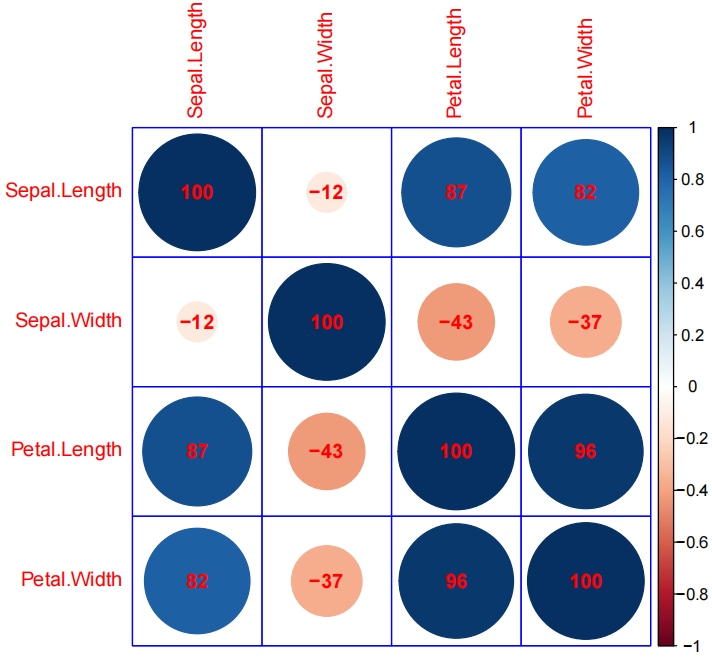 Sepal.Length
Sepal.Width
Petal.Length
Petal.Width
Sepal.Length 100 −12 87 82
Sepal.Width −12 100 −43 −37
Petal.Length 87 −43 100 96
Petal.Width 82 −37 96 100
1
0.8
0.6
0.4
0.2
0
−0.2
−0.4
−0.6
−0.8
−1